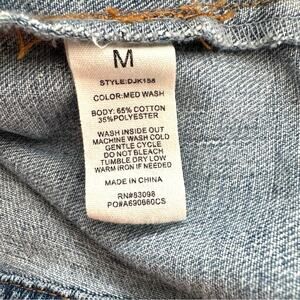 M
STYLE:DJK158
COLOR:MED WASH
BODY: 65% COTTON
35%POLYESTER
WASH INSIDE OUT
MACHINE WASH COLD
GENTLE CYCLE
DO NOT BLEACH
TUMBLE DRY LOW
WARM IRON IF NEEDED
MADE IN CHINA
RN#83098
PO#A690660CS